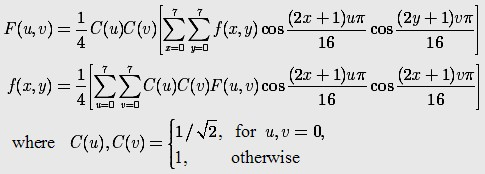 F(u,v) = 1/4 C(u)C(v)[∑_{x=0}^{7} ∑_{y=0}^{7} f(x,y) cos (2x+1)uπ/16 cos (2y+1)vπ/16]
f(x,y) = 1/4 [∑_{u=0}^{7} ∑_{v=0}^{7} C(u)C(v)F(u,v) cos (2x+1)uπ/16 cos (2x+1)vπ/16]
where C(u), C(v) = {1/√2, for u,v = 0,
1, otherwise